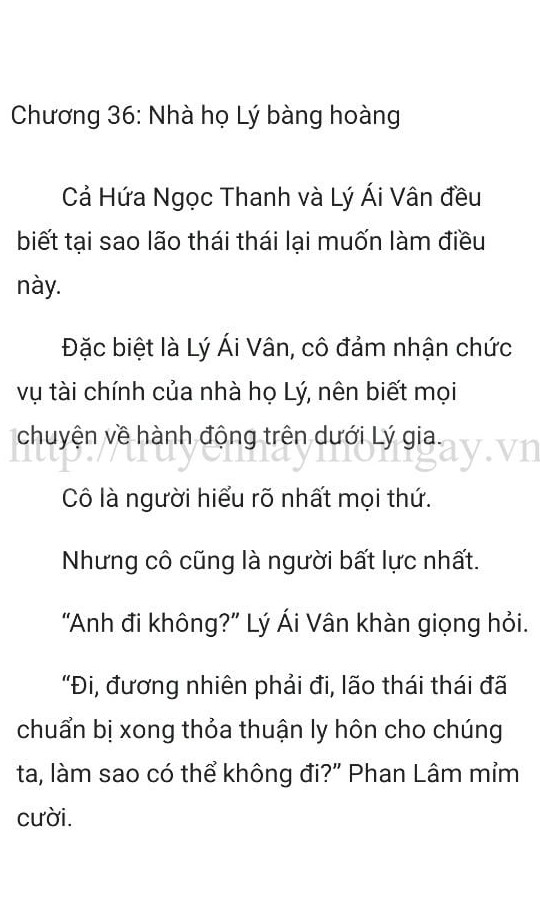 Chương 36: Nhà họ Lý bàng hoàng
Cả Hứa Ngọc Thanh và Lý Ái Vân đều
biết tại sao lão thái thái lại muốn làm điều
này.
Đặc biệt là Lý Ái Vân, cô đảm nhận chức
vụ tài chính của nhà họ Lý, nên biết mọi
chuyện về hành động trên dưới Lý gia.
http://truyenhaymoingay.vn
Cô là người hiểu rõ nhất mọi thứ.
Nhưng cô cũng là người bất lực nhất.
“Anh đi không?” Lý Ái Vân khàn giọng hỏi.
“Đi, đương nhiên phải đi, lão thái thái đã
chuẩn bị xong thỏa thuận ly hôn cho chúng
ta, làm sao có thể không đi?” Phan Lâm mỉm
cười.